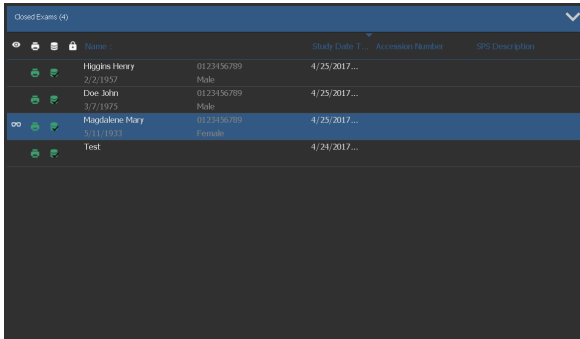 Closed Exams (4)
Name : Study Date T... Accession Number SPS Description
Higgins Henry 0123456789 4/25/2017...
2/2/1957 Male
Doe John 0123456789 4/25/2017...
3/7/1975 Male
Magdalene Mary 0123456789 4/25/2017...
5/11/1933 Female
Test 4/24/2017...